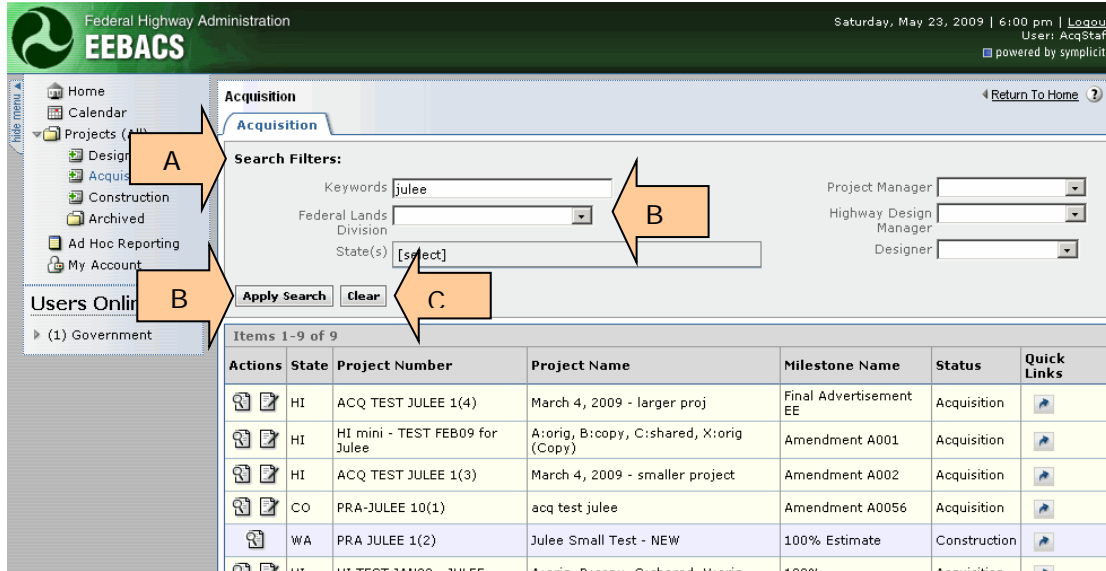 Federal Highway Administration
EEBACS
Saturday, May 23, 2009 | 6:00 pm | Logou
User: AcqStaf
powered by symplicit
hide menu
Home
Calendar
Projects (All)
Design
Acquis
Construction
Archived
Ad Hoc Reporting
My Account
Users Onlin
(1) Government
Acquisition
Return To Home ?
Acquisition
A
Search Filters:
Keywords julee
Project Manager
Federal Lands Division
B
Highway Design Manager
State(s) [select]
Designer
B
Apply Search Clear
C
Items 1-9 of 9
Actions State Project Number Project Name Milestone Name Status Quick Links
HI ACQ TEST JULEE 1(4) March 4, 2009 - larger proj Final Advertisement EE Acquisition
HI HI mini - TEST FEB09 for Julee A:orig, B:copy, C:shared, X:orig (Copy) Amendment A001 Acquisition
HI ACQ TEST JULEE 1(3) March 4, 2009 - smaller project Amendment A002 Acquisition
CO PRA-JULEE 10(1) acq test julee Amendment A0056 Acquisition
WA PRA JULEE 1(2) Julee Small Test - NEW 100% Estimate Construction